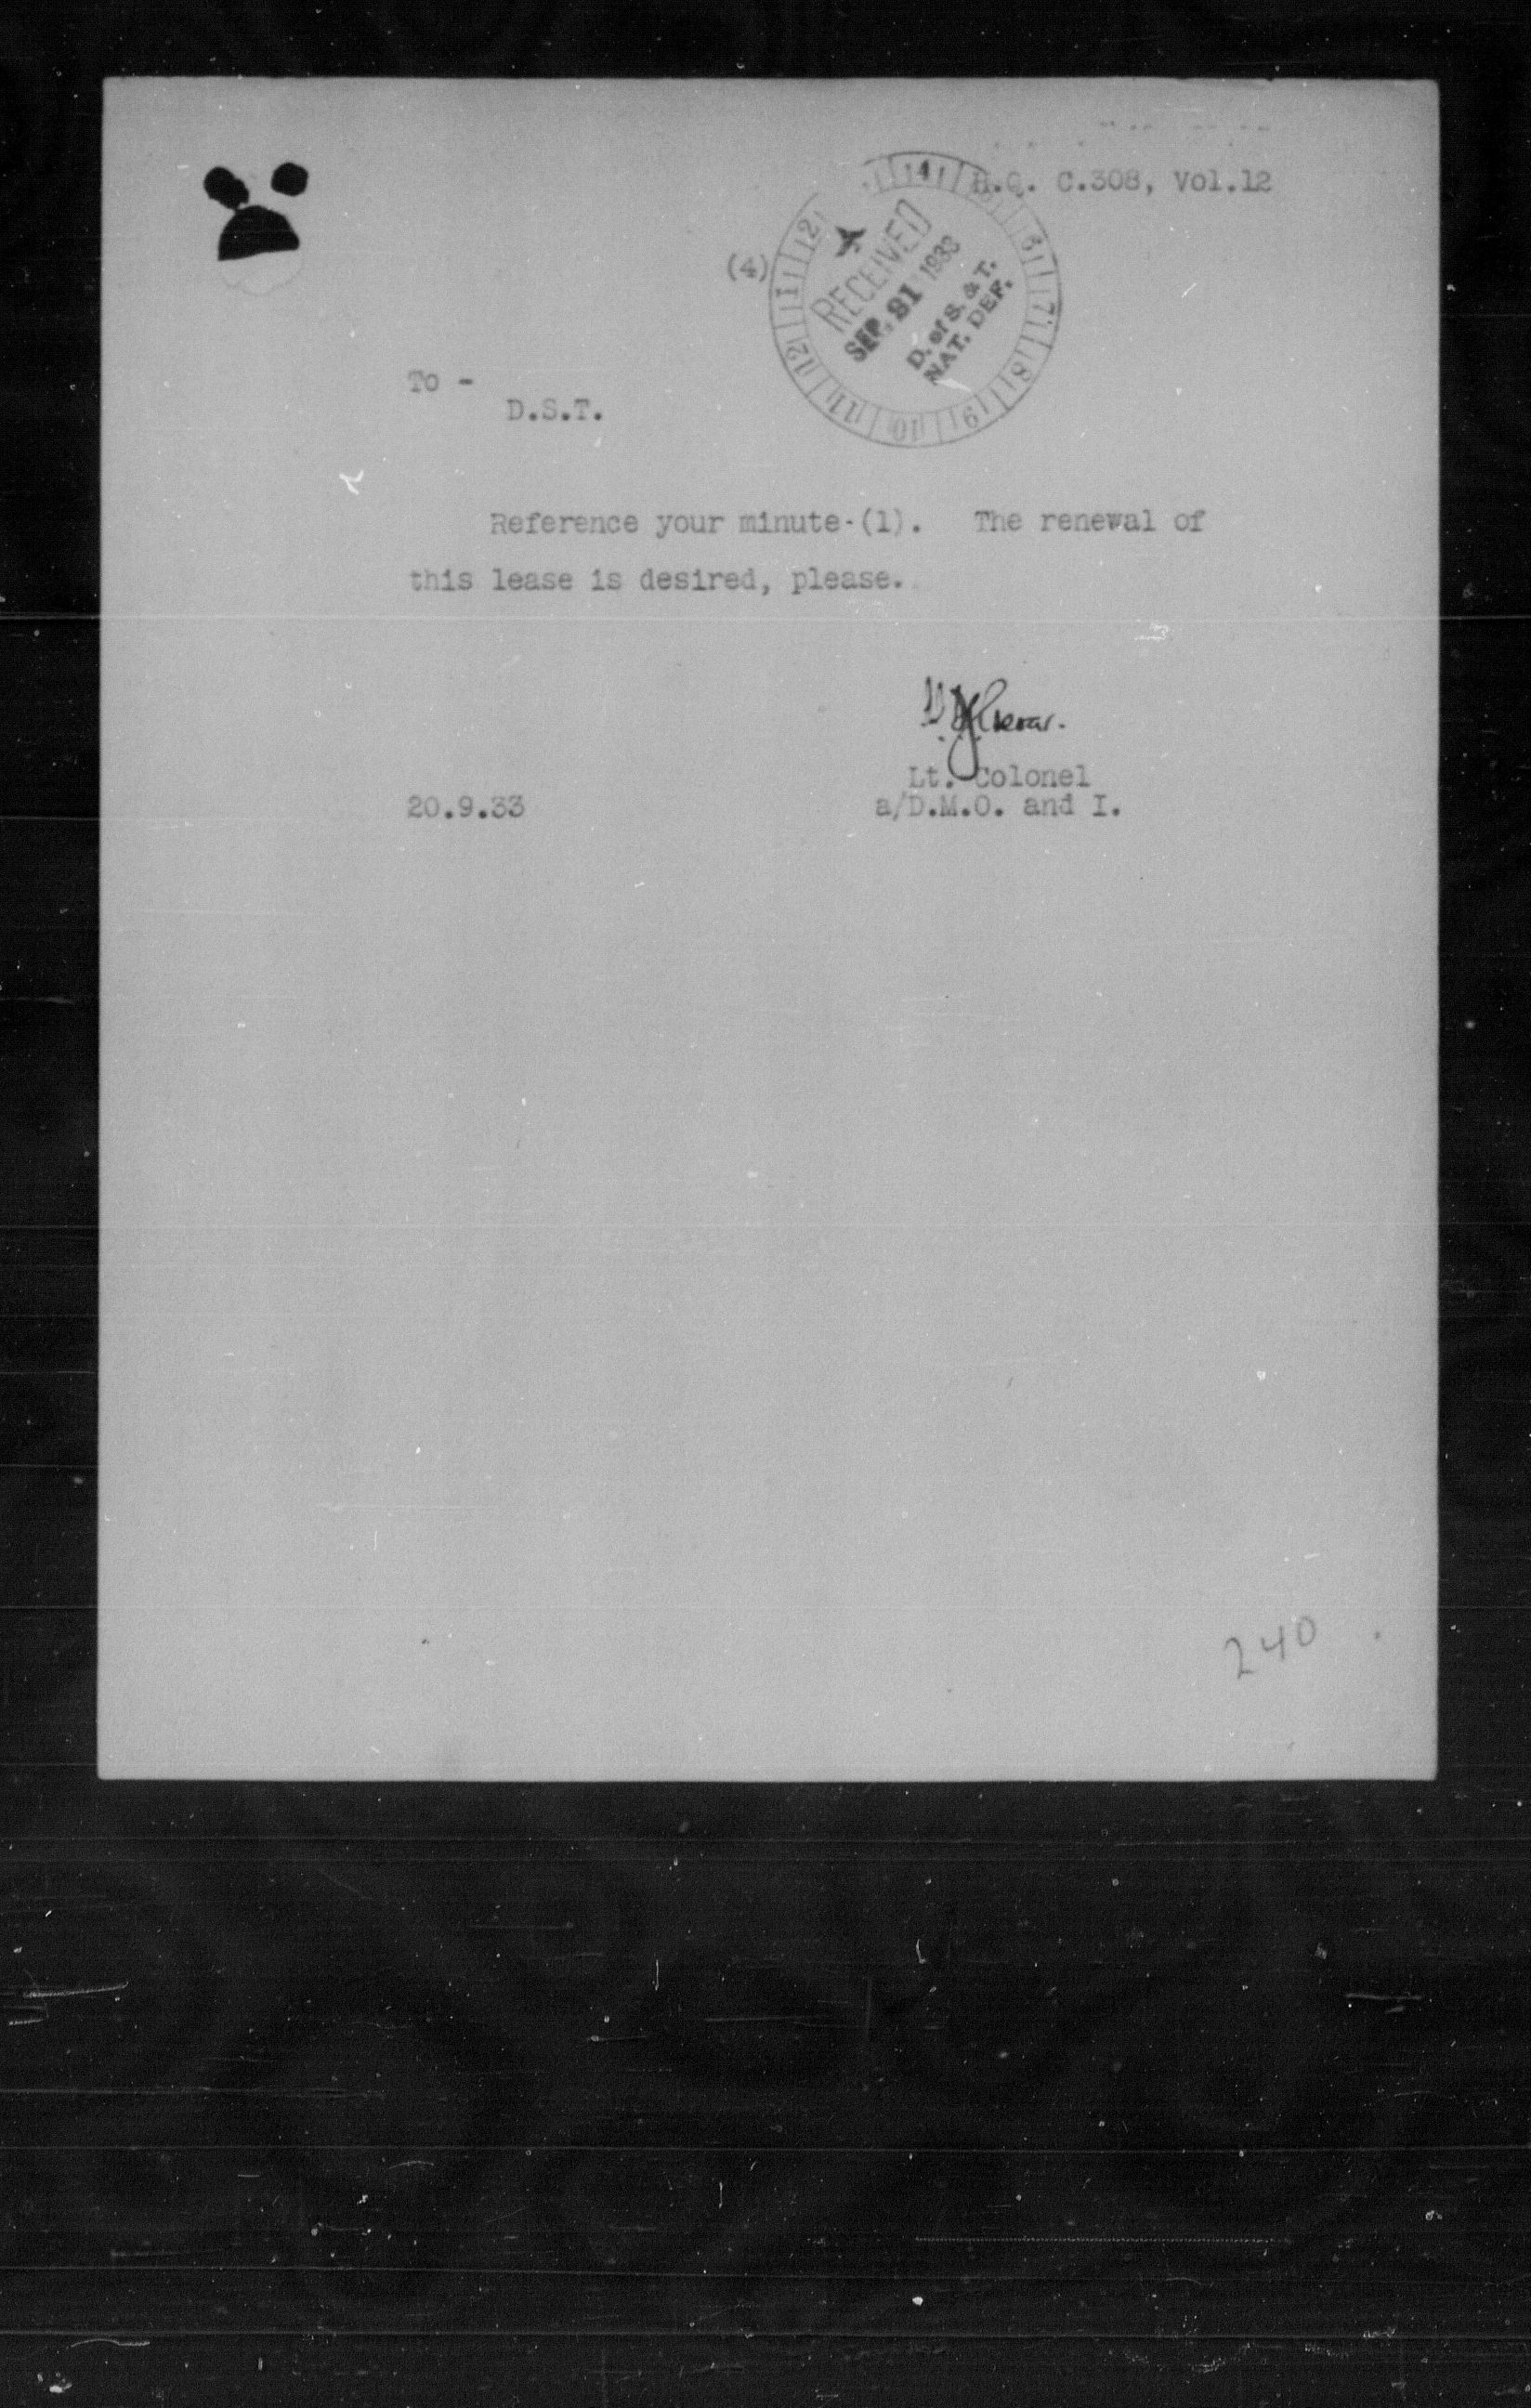 H.Q. C.308, Vol.12
(4)
RECEIVED
SEP 21 1933
D. of S. & T.
NAT. DEF.
To -
D.S.T.
Reference your minute-(1). The renewal of
this lease is desired, please.
Lt. Colonel
20.9.33
a/D.M.O. and I.
240